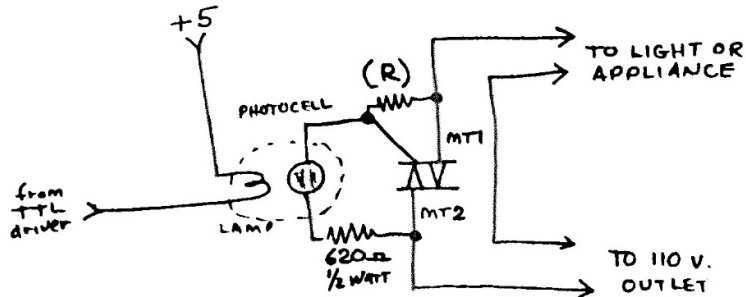 +5
TO LIGHT OR
APPLIANCE
(R)
PHOTOCELL
MT1
from
TTL
driver
LAMP
MT2
620Ω
1/2 WATT
TO 110 V.
OUTLET